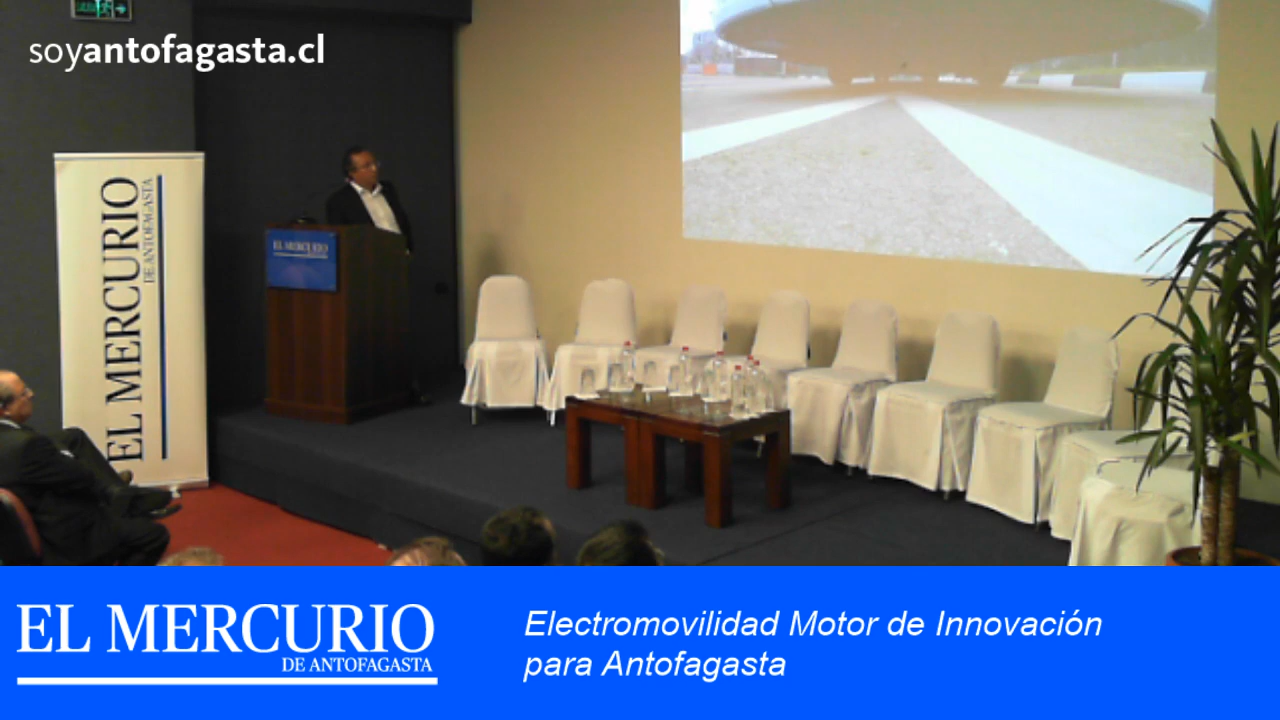 soyantofagasta.cl
EL MERCURIO
DE ANTOFAGASTA
EL MERCURIO
EL MERCURIO
DE ANTOFAGASTA
Electromovilidad Motor de Innovación
para Antofagasta